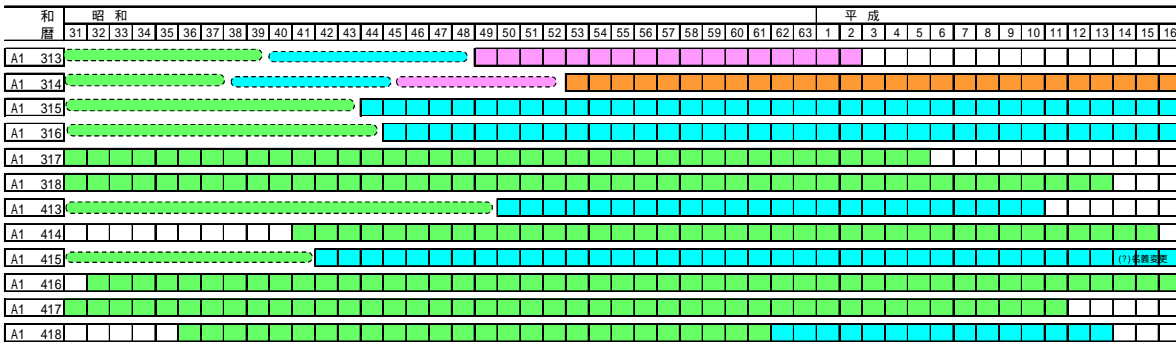 和 昭 和 平 成
暦 31 32 33 34 35 36 37 38 39 40 41 42 43 44 45 46 47 48 49 50 51 52 53 54 55 56 57 58 59 60 61 62 63 1 2 3 4 5 6 7 8 9 10 11 12 13 14 15 16
A1 313
A1 314
A1 315
A1 316
A1 317
A1 318
A1 413
A1 414
A1 415 (?)名義変更
A1 416
A1 417
A1 418